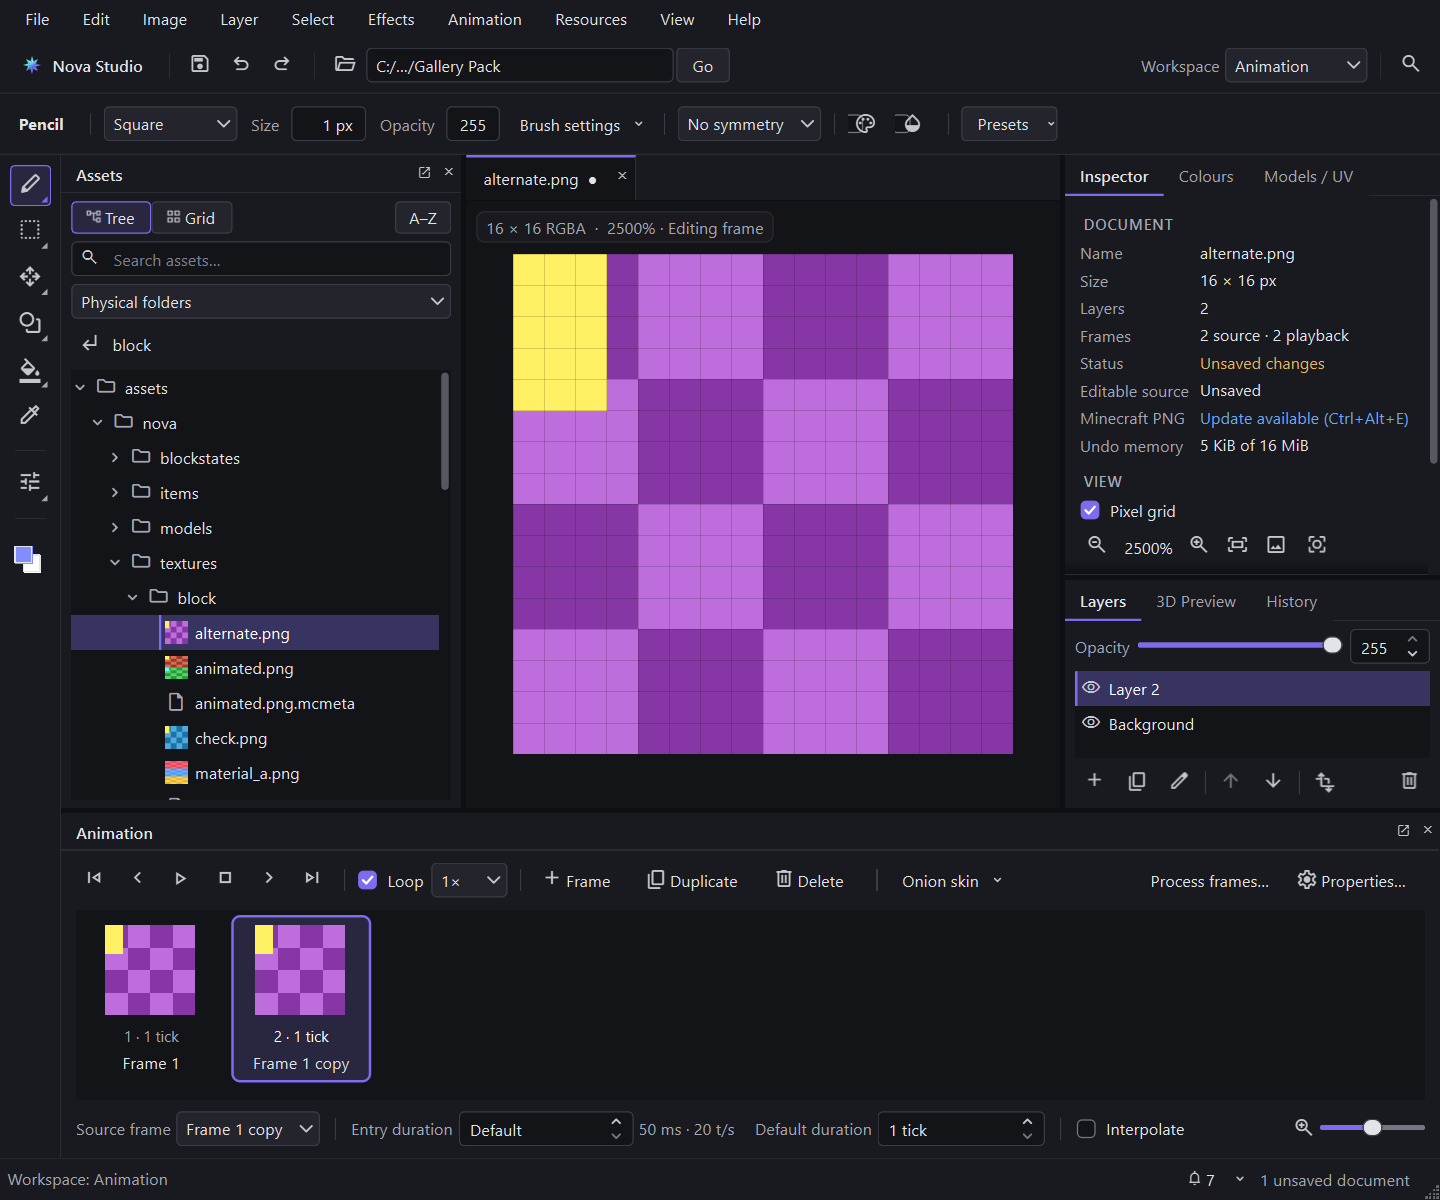 File Edit Image Layer Select Effects Animation Resources View Help
Nova Studio C:/.../Gallery Pack Go Workspace Animation
Pencil Square Size 1 px Opacity 255 Brush settings No symmetry Presets
Assets
Tree Grid A–Z
Search assets...
Physical folders
block
assets
nova
blockstates
items
models
textures
block
alternate.png
animated.png
animated.png.mcmeta
check.png
material_a.png
alternate.png
16 × 16 RGBA · 2500% · Editing frame
Inspector Colours Models / UV
DOCUMENT
Name alternate.png
Size 16 × 16 px
Layers 2
Frames 2 source · 2 playback
Status Unsaved changes
Editable source Unsaved
Minecraft PNG Update available (Ctrl+Alt+E)
Undo memory 5 KiB of 16 MiB
VIEW
Pixel grid
2500%
Layers 3D Preview History
Opacity 255
Layer 2
Background
Animation
Loop 1× Frame Duplicate Delete Onion skin Process frames... Properties...
1 · 1 tick
Frame 1
2 · 1 tick
Frame 1 copy
Source frame Frame 1 copy Entry duration Default 50 ms · 20 t/s Default duration 1 tick Interpolate
Workspace: Animation 7 1 unsaved document